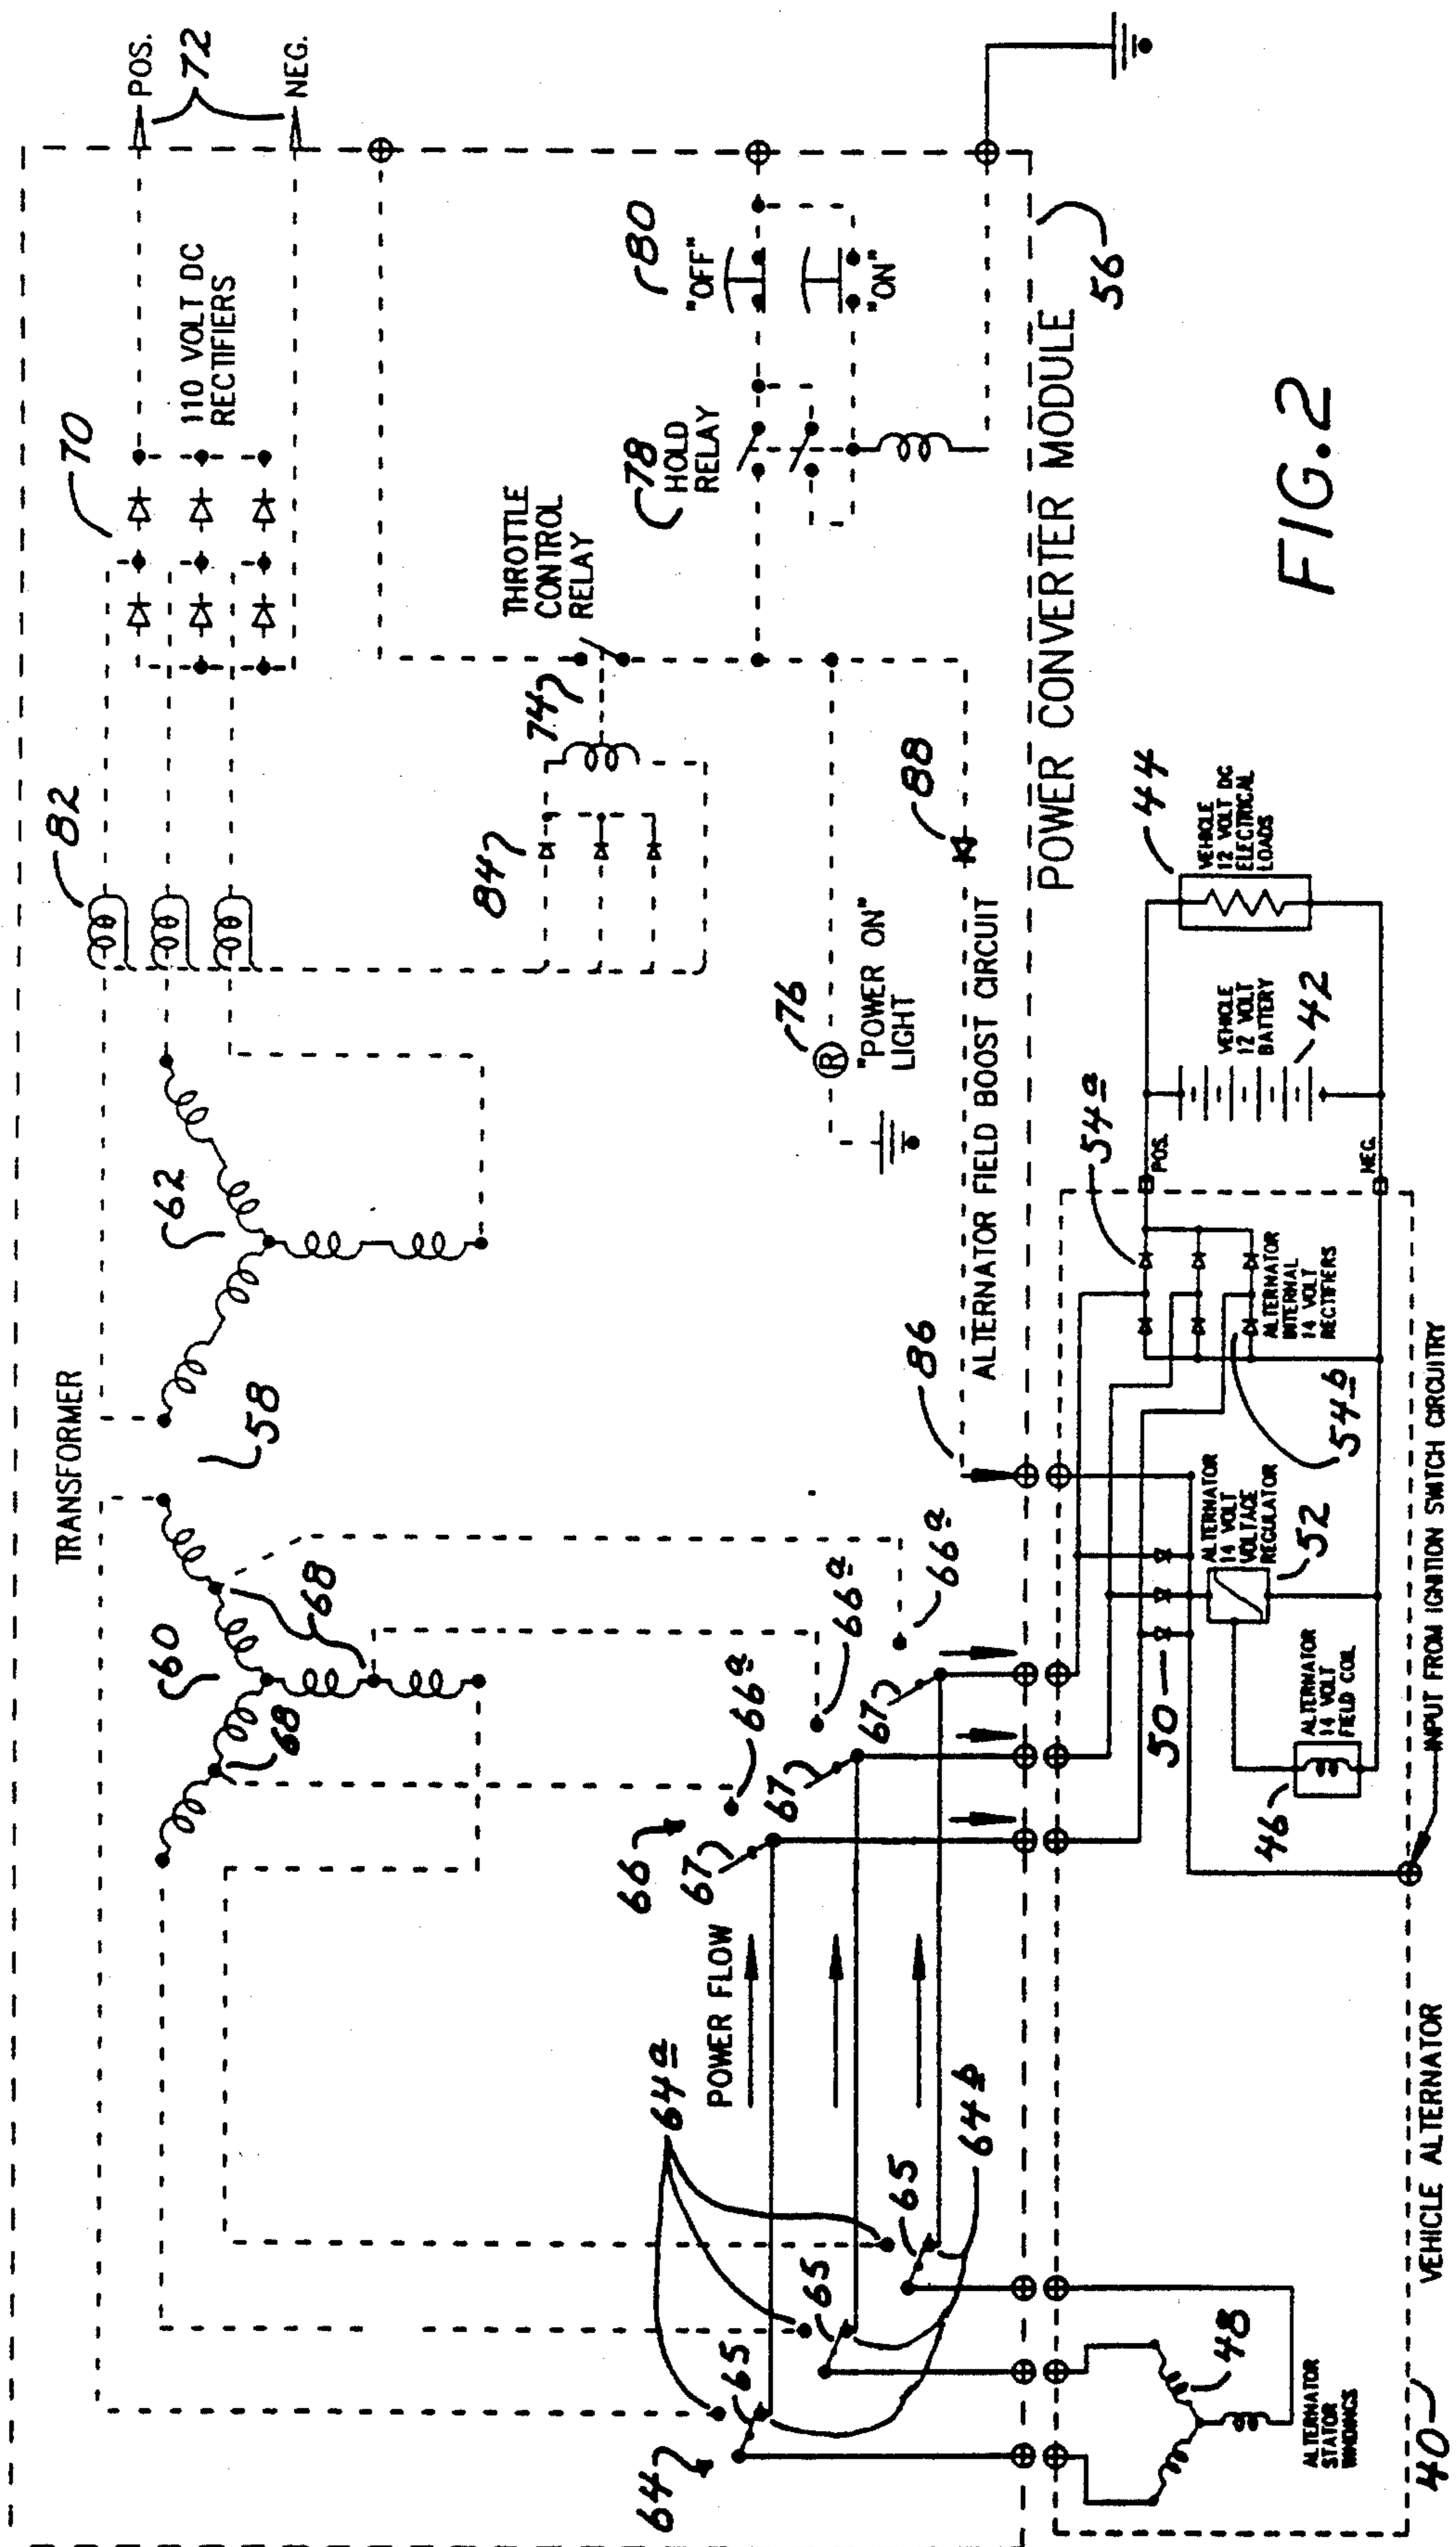 POS.
72
NEG.
110 VOLT DC
RECTIFIERS
70
82
80
"OFF"
"ON"
78
HOLD
RELAY
THROTTLE
CONTROL
RELAY
74
84
88
76
R
"POWER ON"
LIGHT
62
TRANSFORMER
58
60
68
68
86
ALTERNATOR FIELD BOOST CIRCUIT
56
POWER CONVERTER MODULE
FIG. 2
66
66a
66a
66a
67
67
67
POWER FLOW
64a
64b
64
65
65
65
44
VEHICLE
12 VOLT DC
ELECTRICAL
LOADS
VEHICLE
12 VOLT
BATTERY
42
54a
POS.
NEG.
ALTERNATOR
INTERNAL
14 VOLT
RECTIFIERS
54b
ALTERNATOR
14 VOLT
VOLTAGE
REGULATOR
52
50
ALTERNATOR
14 VOLT
FIELD COIL
46
INPUT FROM IGNITION SWITCH CIRCUITRY
48
ALTERNATOR
STATOR
WINDINGS
VEHICLE ALTERNATOR
40